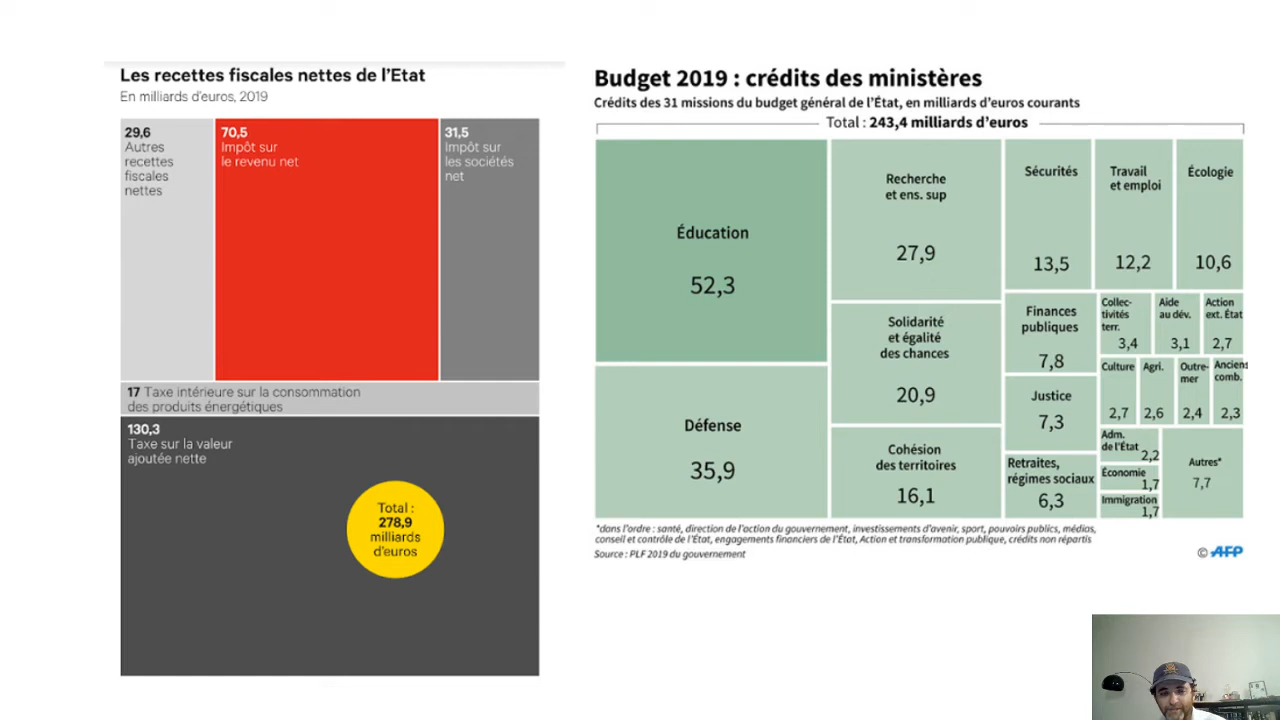 Les recettes fiscales nettes de l'Etat
En milliards d'euros, 2019
29,6
Autres
recettes
fiscales
nettes
70,5
Impôt sur
le revenu net
31,5
Impôt sur
les sociétés
net
17 Taxe intérieure sur la consommation
des produits énergétiques
130,3
Taxe sur la valeur
ajoutée nette
Total :
278,9
milliards
d'euros
Budget 2019 : crédits des ministères
Crédits des 31 missions du budget général de l'État, en milliards d'euros courants
Total : 243,4 milliards d'euros
Éducation
52,3
Défense
35,9
Recherche
et ens. sup
27,9
Solidarité
et égalité
des chances
20,9
Cohésion
des territoires
16,1
Sécurités
13,5
Travail
et emploi
12,2
Écologie
10,6
Finances
publiques
7,8
Justice
7,3
Retraites,
régimes sociaux
6,3
Collec-
tivités
terr.
3,4
Aide
au dév.
3,1
Action
ext. État
2,7
Culture
2,7
Agri.
2,6
Outre-
mer
2,4
Anciens
comb.
2,3
Adm.
de l'État
2,2
Économie
1,7
Immigration
1,7
Autres*
7,7
*dans l'ordre : santé, direction de l'action du gouvernement, investissements d'avenir, sport, pouvoirs publics, médias,
conseil et contrôle de l'État, engagements financiers de l'État, Action et transformation publique, crédits non répartis
Source : PLF 2019 du gouvernement
© AFP